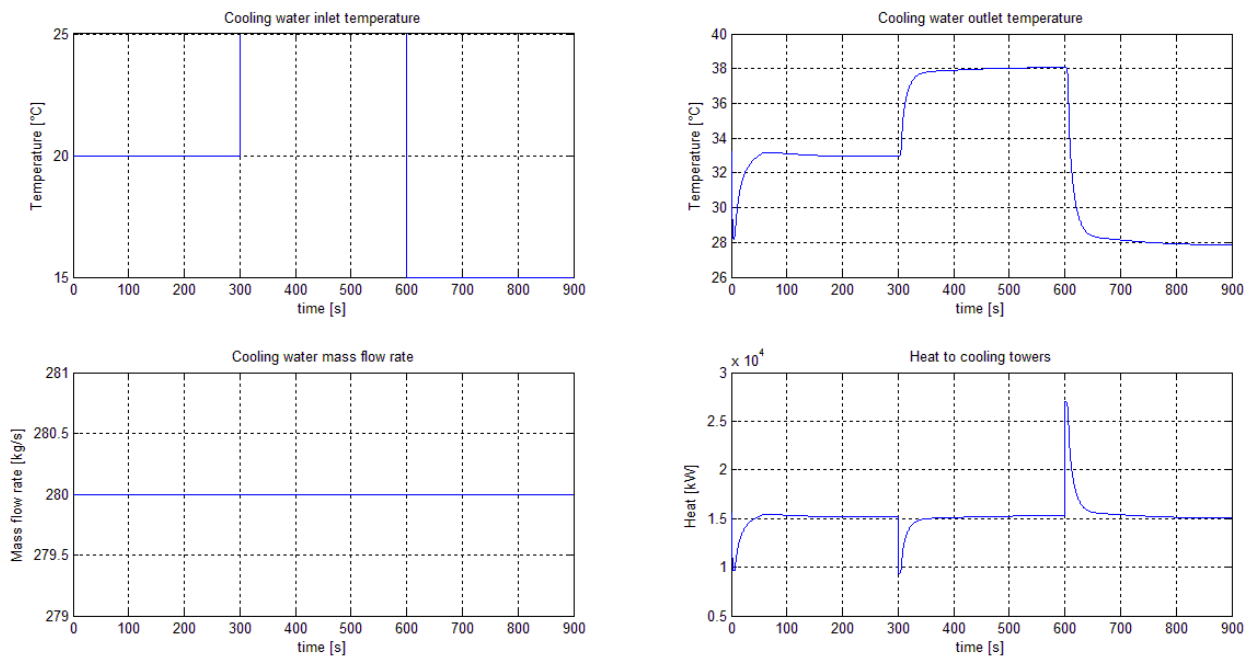 Cooling water inlet temperature
25
20
15
Temperature [°C]
0 100 200 300 400 500 600 700 800 900
time [s]
Cooling water outlet temperature
40
38
36
34
32
30
28
26
Temperature [°C]
0 100 200 300 400 500 600 700 800 900
time [s]
Cooling water mass flow rate
281
280.5
280
279.5
279
Mass flow rate [kg/s]
0 100 200 300 400 500 600 700 800 900
time [s]
Heat to cooling towers
x 10^4
3
2.5
2
1.5
1
0.5
Heat [kW]
0 100 200 300 400 500 600 700 800 900
time [s]